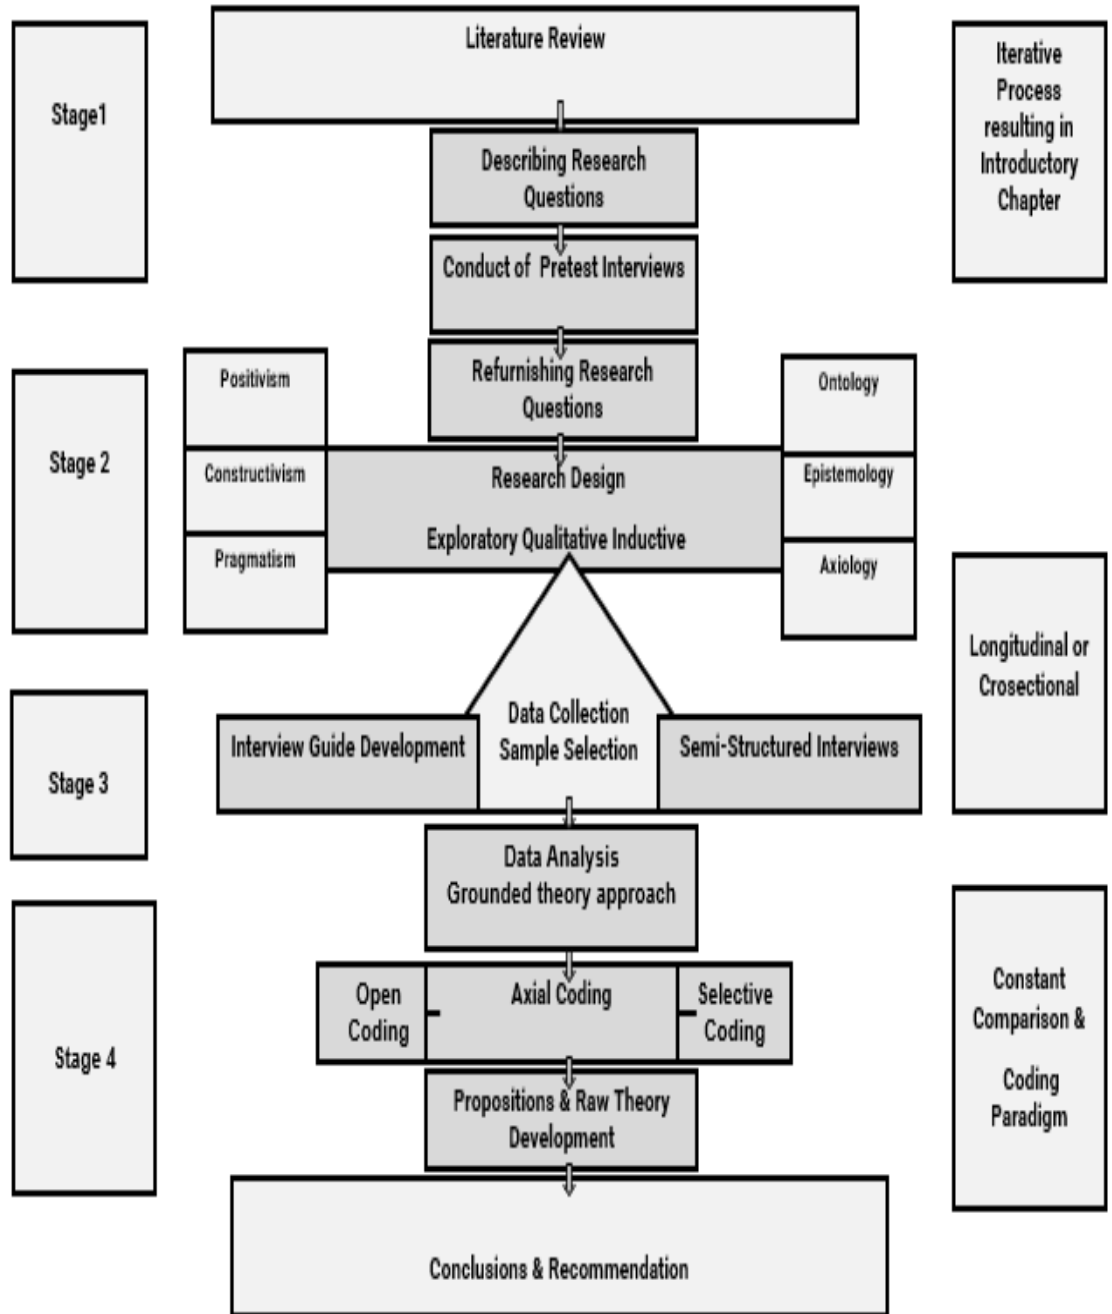 Literature Review
Stage1
Iterative
Process
resulting in
Introductory
Chapter
Describing Research
Questions
Conduct of Pretest Interviews
Refurnishing Research
Questions
Stage 2
Positivism
Constructivism
Pragmatism
Research Design
Exploratory Qualitative Inductive
Ontology
Epistemology
Axiology
Longitudinal or
Crosectional
Stage 3
Interview Guide Development
Data Collection
Sample Selection
Semi-Structured Interviews
Data Analysis
Grounded theory approach
Stage 4
Open
Coding
Axial Coding
Selective
Coding
Constant
Comparison &
Coding
Paradigm
Propositions & Raw Theory
Development
Conclusions & Recommendation